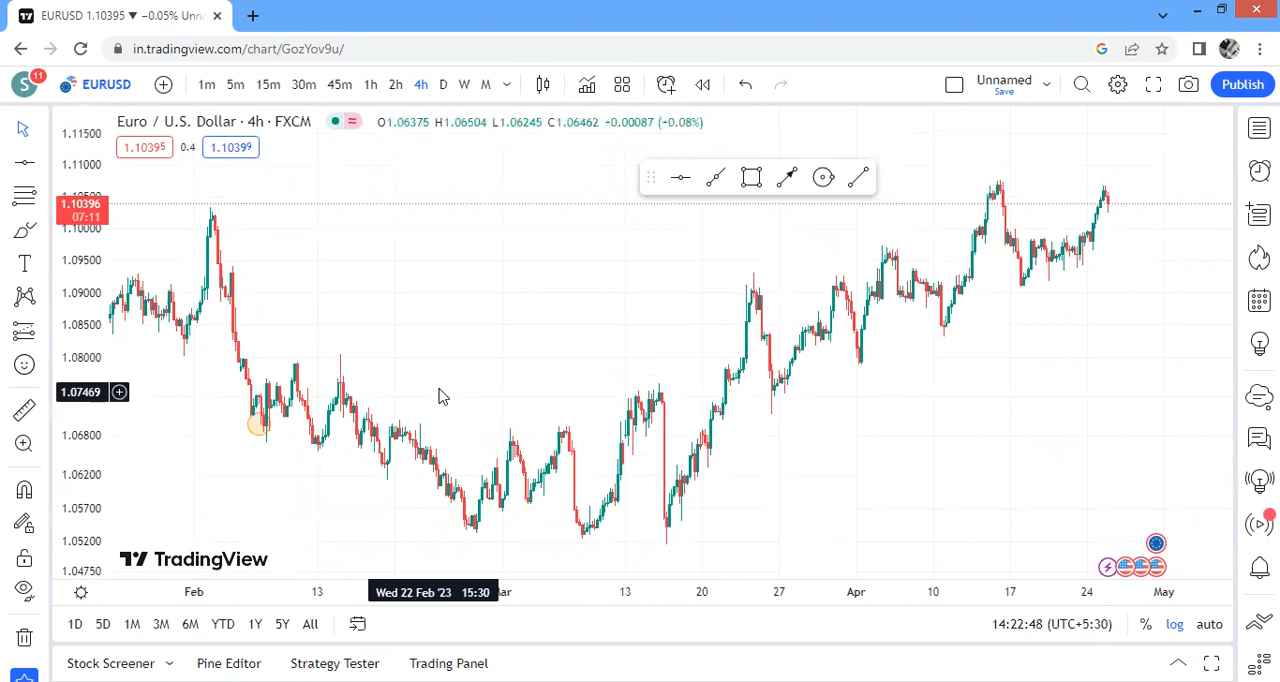 EURUSD 1.10395 ▼ −0.05% Unna
in.tradingview.com/chart/GozYov9u/
S 11 EURUSD 1m 5m 15m 30m 45m 1h 2h 4h D W M Unnamed Save Publish
Euro / U.S. Dollar · 4h · FXCM O1.06375 H1.06504 L1.06245 C1.06462 +0.00087 (+0.08%)
1.10395 0.4 1.10399
1.11500
1.11000
1.10500
1.10396
07:11
1.10000
1.09500
1.09000
1.08500
1.08000
1.07469
1.06800
1.06200
1.05700
1.05200
1.04750
TradingView
Feb 13 Wed 22 Feb '23 15:30 Mar 13 20 27 Apr 10 17 24 May
1D 5D 1M 3M 6M YTD 1Y 5Y All 14:22:48 (UTC+5:30) % log auto
Stock Screener Pine Editor Strategy Tester Trading Panel